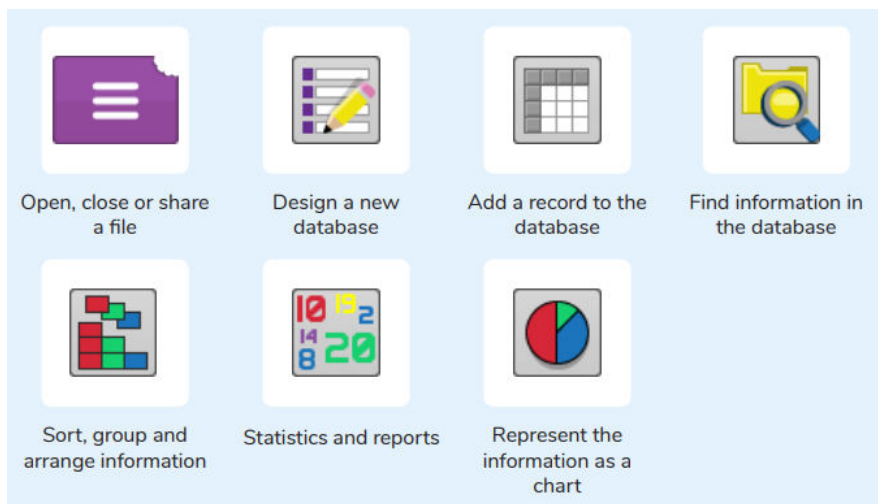 Open, close or share
a file
Design a new
database
Add a record to the
database
Find information in
the database
10 19 2
14
8 20
Sort, group and
arrange information
Statistics and reports
Represent the
information as a
chart